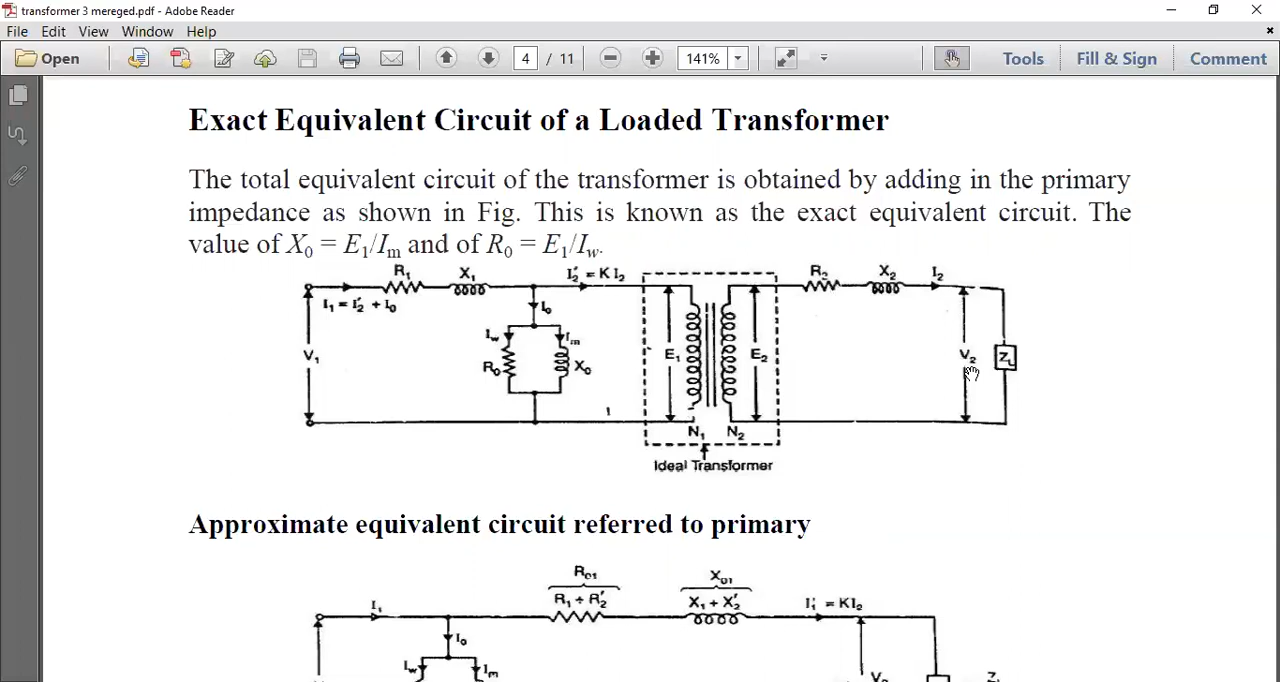 transformer 3 mereged.pdf - Adobe Reader
File Edit View Window Help
Open 4 / 11 141% Tools Fill & Sign Comment
Exact Equivalent Circuit of a Loaded Transformer
The total equivalent circuit of the transformer is obtained by adding in the primary
impedance as shown in Fig. This is known as the exact equivalent circuit. The
value of X₀ = E₁/Iₘ and of R₀ = E₁/I_w.
R₁ X₁ I₂′ = K I₂ R₂ X₂ I₂
I₁ = I₂′ + I₀ I₀
I_w Iₘ
V₁ R₀ X₀ E₁ E₂ V₂ Z_L
N₁ N₂
Ideal Transformer
Approximate equivalent circuit referred to primary
R₀₁ X₀₁
I₁ R₁ + R₂′ X₁ + X₂′ I₁′ = KI₂
I₀
I_w Iₘ